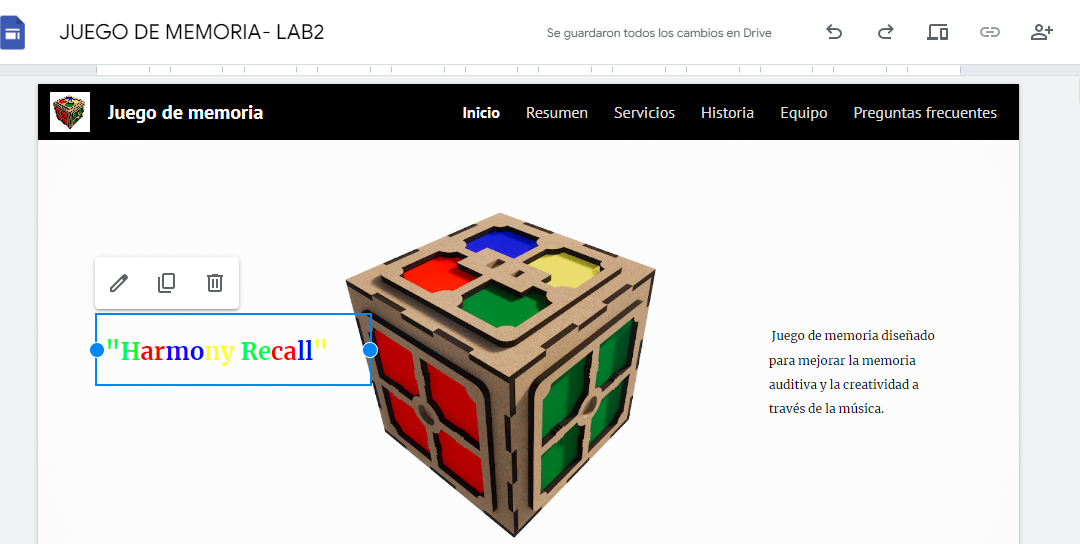 JUEGO DE MEMORIA- LAB2
Se guardaron todos los cambios en Drive
Juego de memoria
Inicio
Resumen
Servicios
Historia
Equipo
Preguntas frecuentes
"Harmony Recall"
Juego de memoria diseñado
para mejorar la memoria
auditiva y la creatividad a
través de la música.